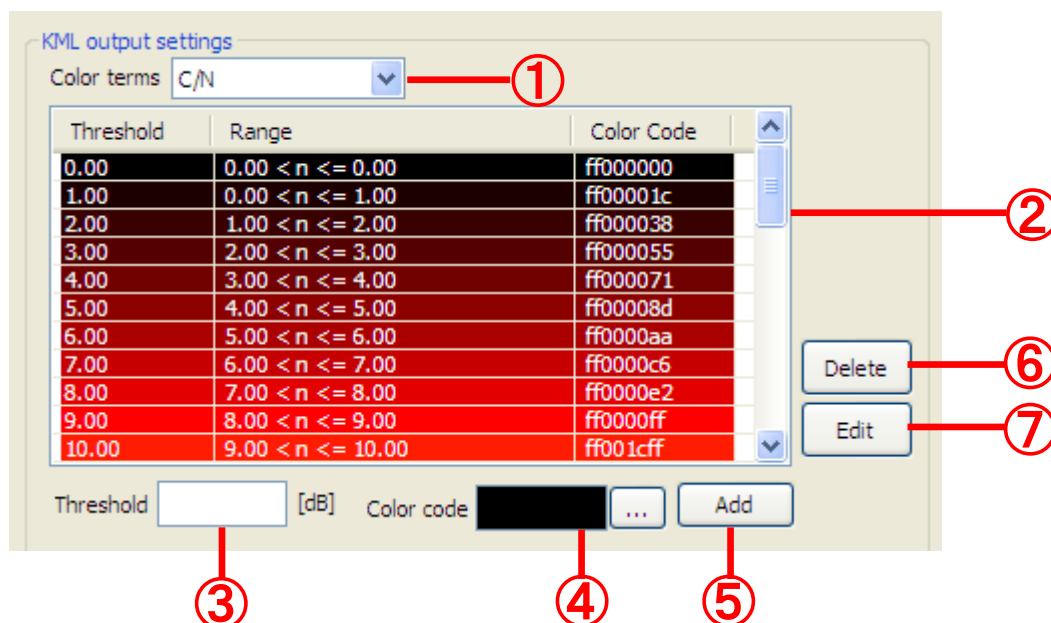 KML output settings
Color terms C/N ①
Threshold Range Color Code
0.00 0.00 < n <= 0.00 ff000000
1.00 0.00 < n <= 1.00 ff00001c
2.00 1.00 < n <= 2.00 ff000038
②
3.00 2.00 < n <= 3.00 ff000055
4.00 3.00 < n <= 4.00 ff000071
5.00 4.00 < n <= 5.00 ff00008d
6.00 5.00 < n <= 6.00 ff0000aa
7.00 6.00 < n <= 7.00 ff0000c6
Delete ⑥
8.00 7.00 < n <= 8.00 ff0000e2
9.00 8.00 < n <= 9.00 ff0000ff
Edit ⑦
10.00 9.00 < n <= 10.00 ff001cff
Threshold [dB] Color code ... Add
③ ④ ⑤